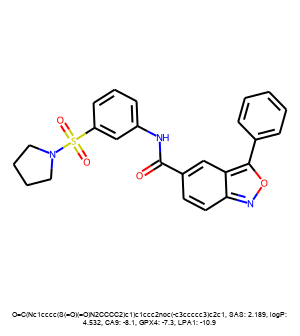 O
S
O
N
NH
O
O
N
O=C(Nc1cccc(S(=O)(=O)N2CCCC2)c1)c1ccc2noc(-c3ccccc3)c2c1, SAS: 2.189, logP:
4.532, CA9: -8.1, GPX4: -7.3, LPA1: -10.9